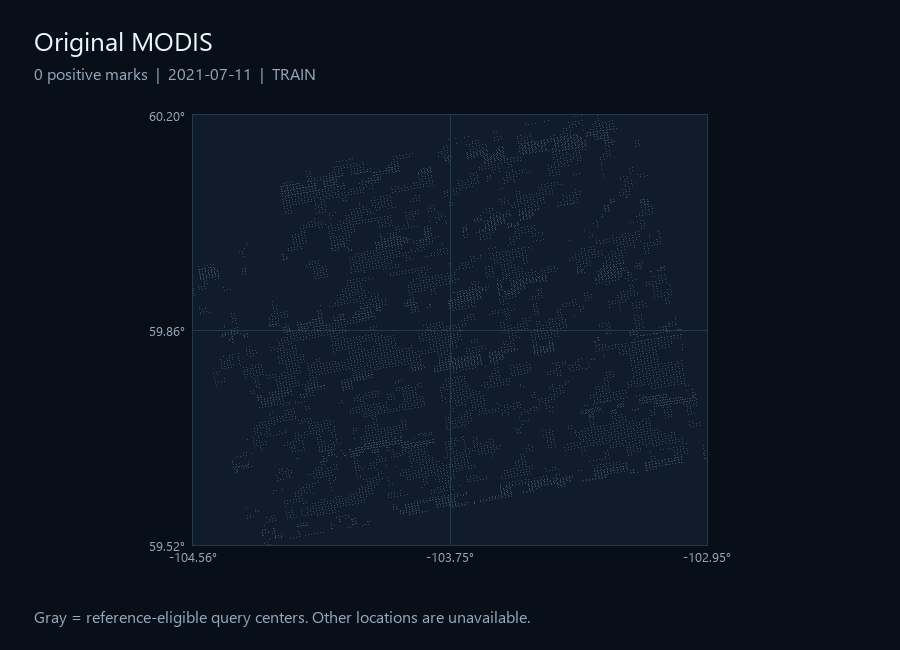 Original MODIS
0 positive marks | 2021-07-11 | TRAIN
60.20°
59.86°
59.52°
-104.56°
-103.75°
-102.95°
Gray = reference-eligible query centers. Other locations are unavailable.